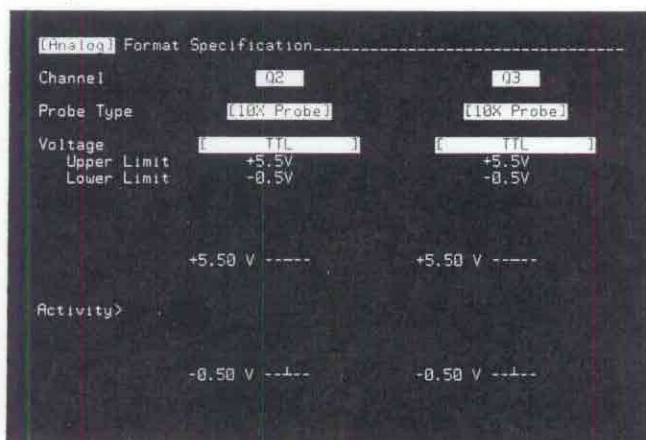 [Analog] Format Specification
Channel Q2 Q3
Probe Type [10X Probe] [10X Probe]
Voltage [ TTL ] [ TTL ]
Upper Limit +5.5V +5.5V
Lower Limit -0.5V -0.5V
+5.50 V +5.50 V
Activity>
-0.50 V -0.50 V